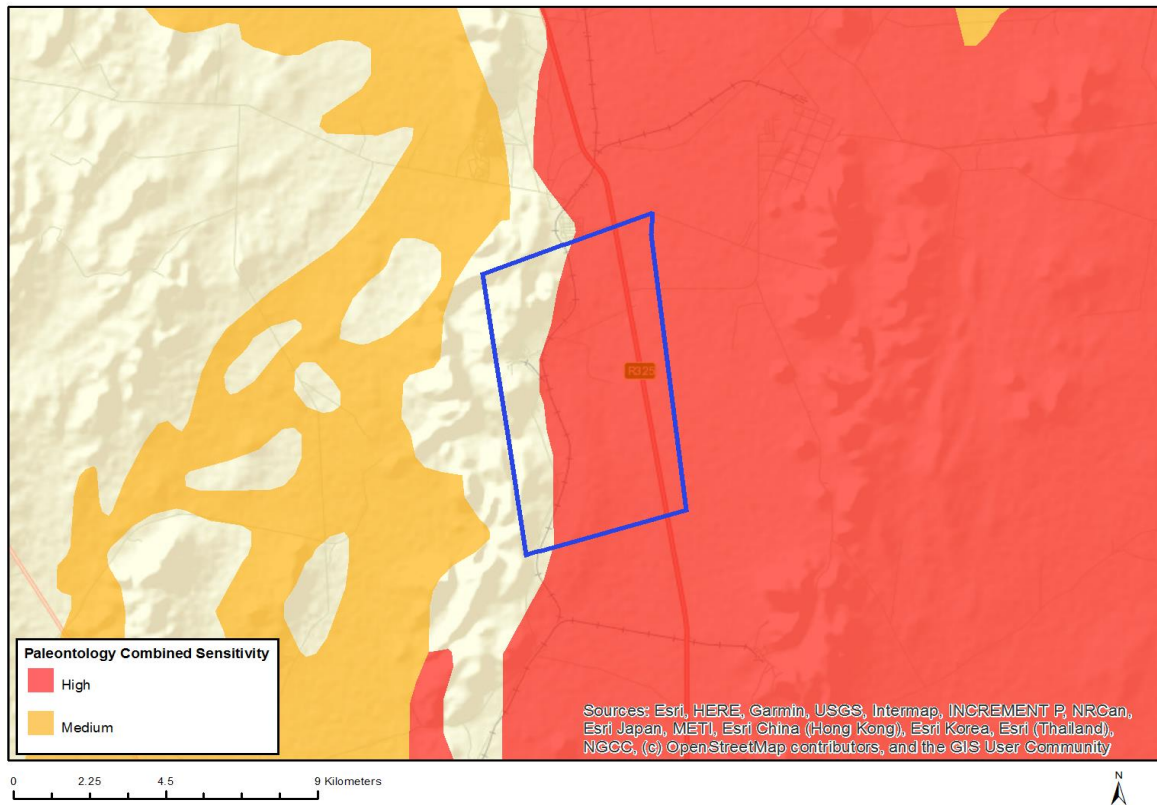 R325
Paleontology Combined Sensitivity
High
Medium
Sources: Esri, HERE, Garmin, USGS, Intermap, INCREMENT P, NRCan,
Esri Japan, METI, Esri China (Hong Kong), Esri Korea, Esri (Thailand),
NGCC, (c) OpenStreetMap contributors, and the GIS User Community
0 2.25 4.5 9 Kilometers
N